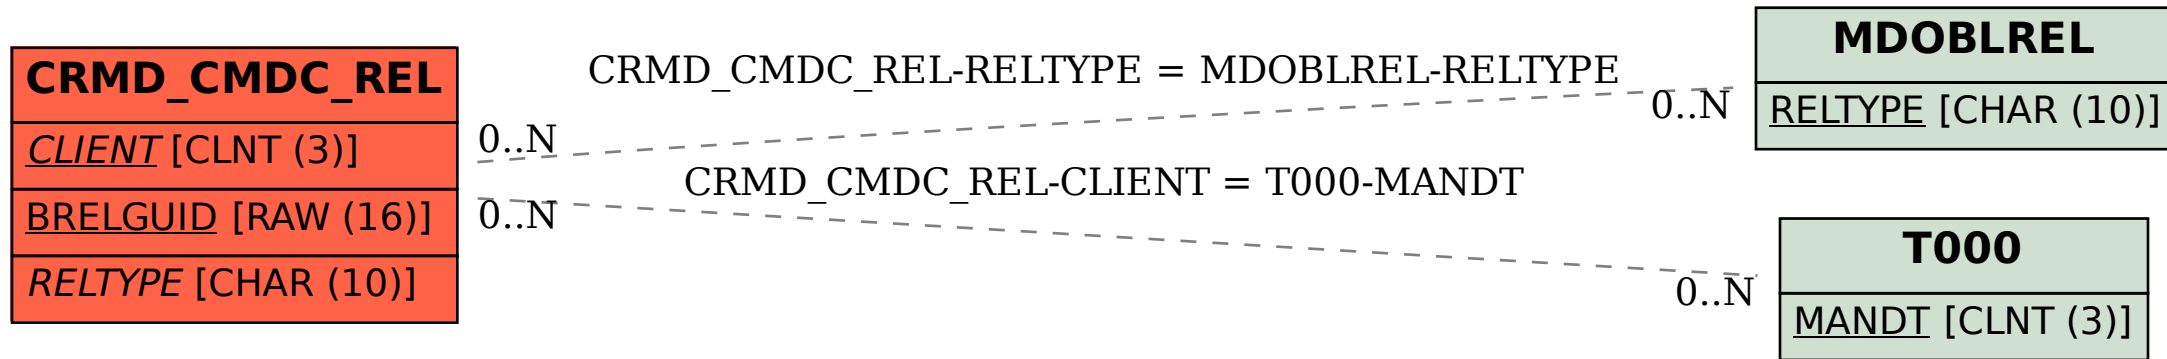 CRMD_CMDC_REL
CLIENT [CLNT (3)]
BRELGUID [RAW (16)]
RELTYPE [CHAR (10)]
CRMD_CMDC_REL-RELTYPE = MDOBLREL-RELTYPE
0..N
0..N
CRMD_CMDC_REL-CLIENT = T000-MANDT
0..N
0..N
MDOBLREL
RELTYPE [CHAR (10)]
T000
MANDT [CLNT (3)]